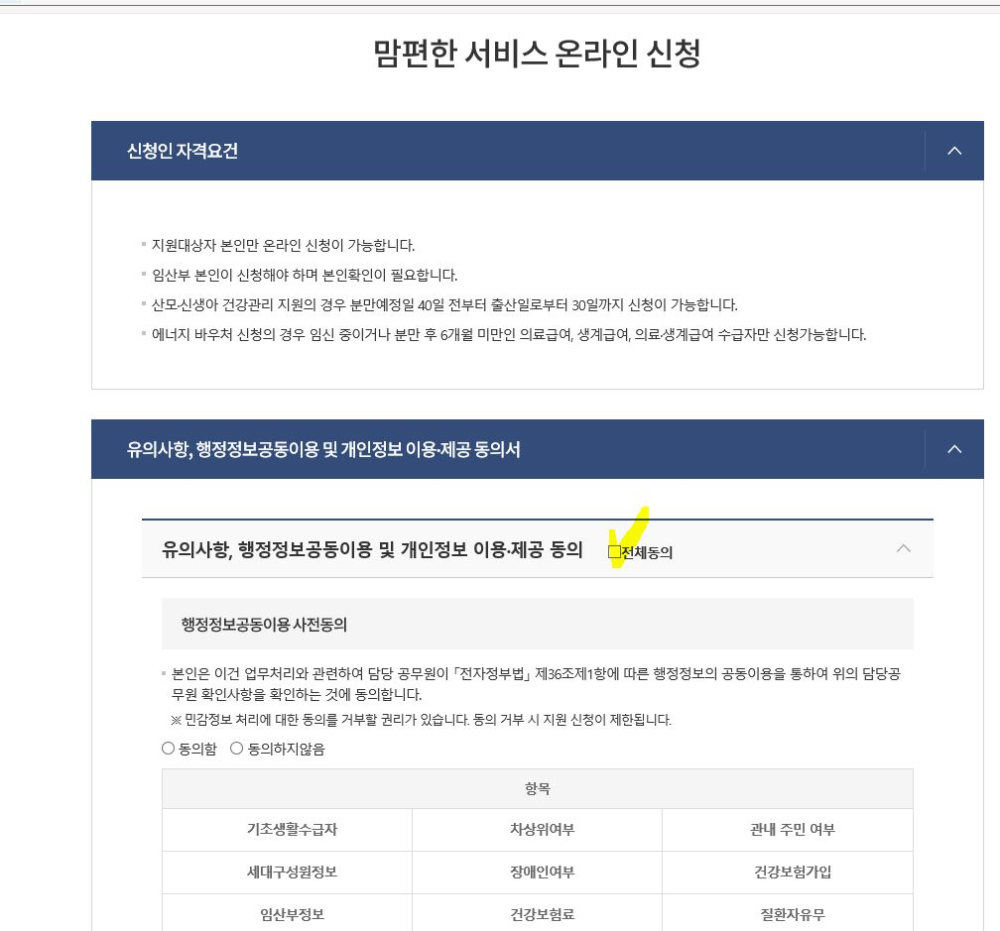 맘편한 서비스 온라인 신청
신청인 자격요건
지원대상자 본인만 온라인 신청이 가능합니다.
임산부 본인이 신청해야 하며 본인확인이 필요합니다.
산모·신생아 건강관리 지원의 경우 분만예정일 40일 전부터 출산일로부터 30일까지 신청이 가능합니다.
에너지 바우처 신청의 경우 임신 중이거나 분만 후 6개월 미만인 의료급여, 생계급여, 의료·생계급여 수급자만 신청가능합니다.
유의사항, 행정정보공동이용 및 개인정보 이용·제공 동의서
유의사항, 행정정보공동이용 및 개인정보 이용·제공 동의 전체동의
행정정보공동이용 사전동의
본인은 이건 업무처리와 관련하여 담당 공무원이 「전자정부법」 제36조제1항에 따른 행정정보의 공동이용을 통하여 위의 담당공
무원 확인사항을 확인하는 것에 동의합니다.
※ 민감정보 처리에 대한 동의를 거부할 권리가 있습니다. 동의 거부 시 지원 신청이 제한됩니다.
동의함 동의하지않음
항목
기초생활수급자 차상위여부 관내 주민 여부
세대구성원정보 장애인여부 건강보험가입
임산부정보 건강보험료 질환자유무